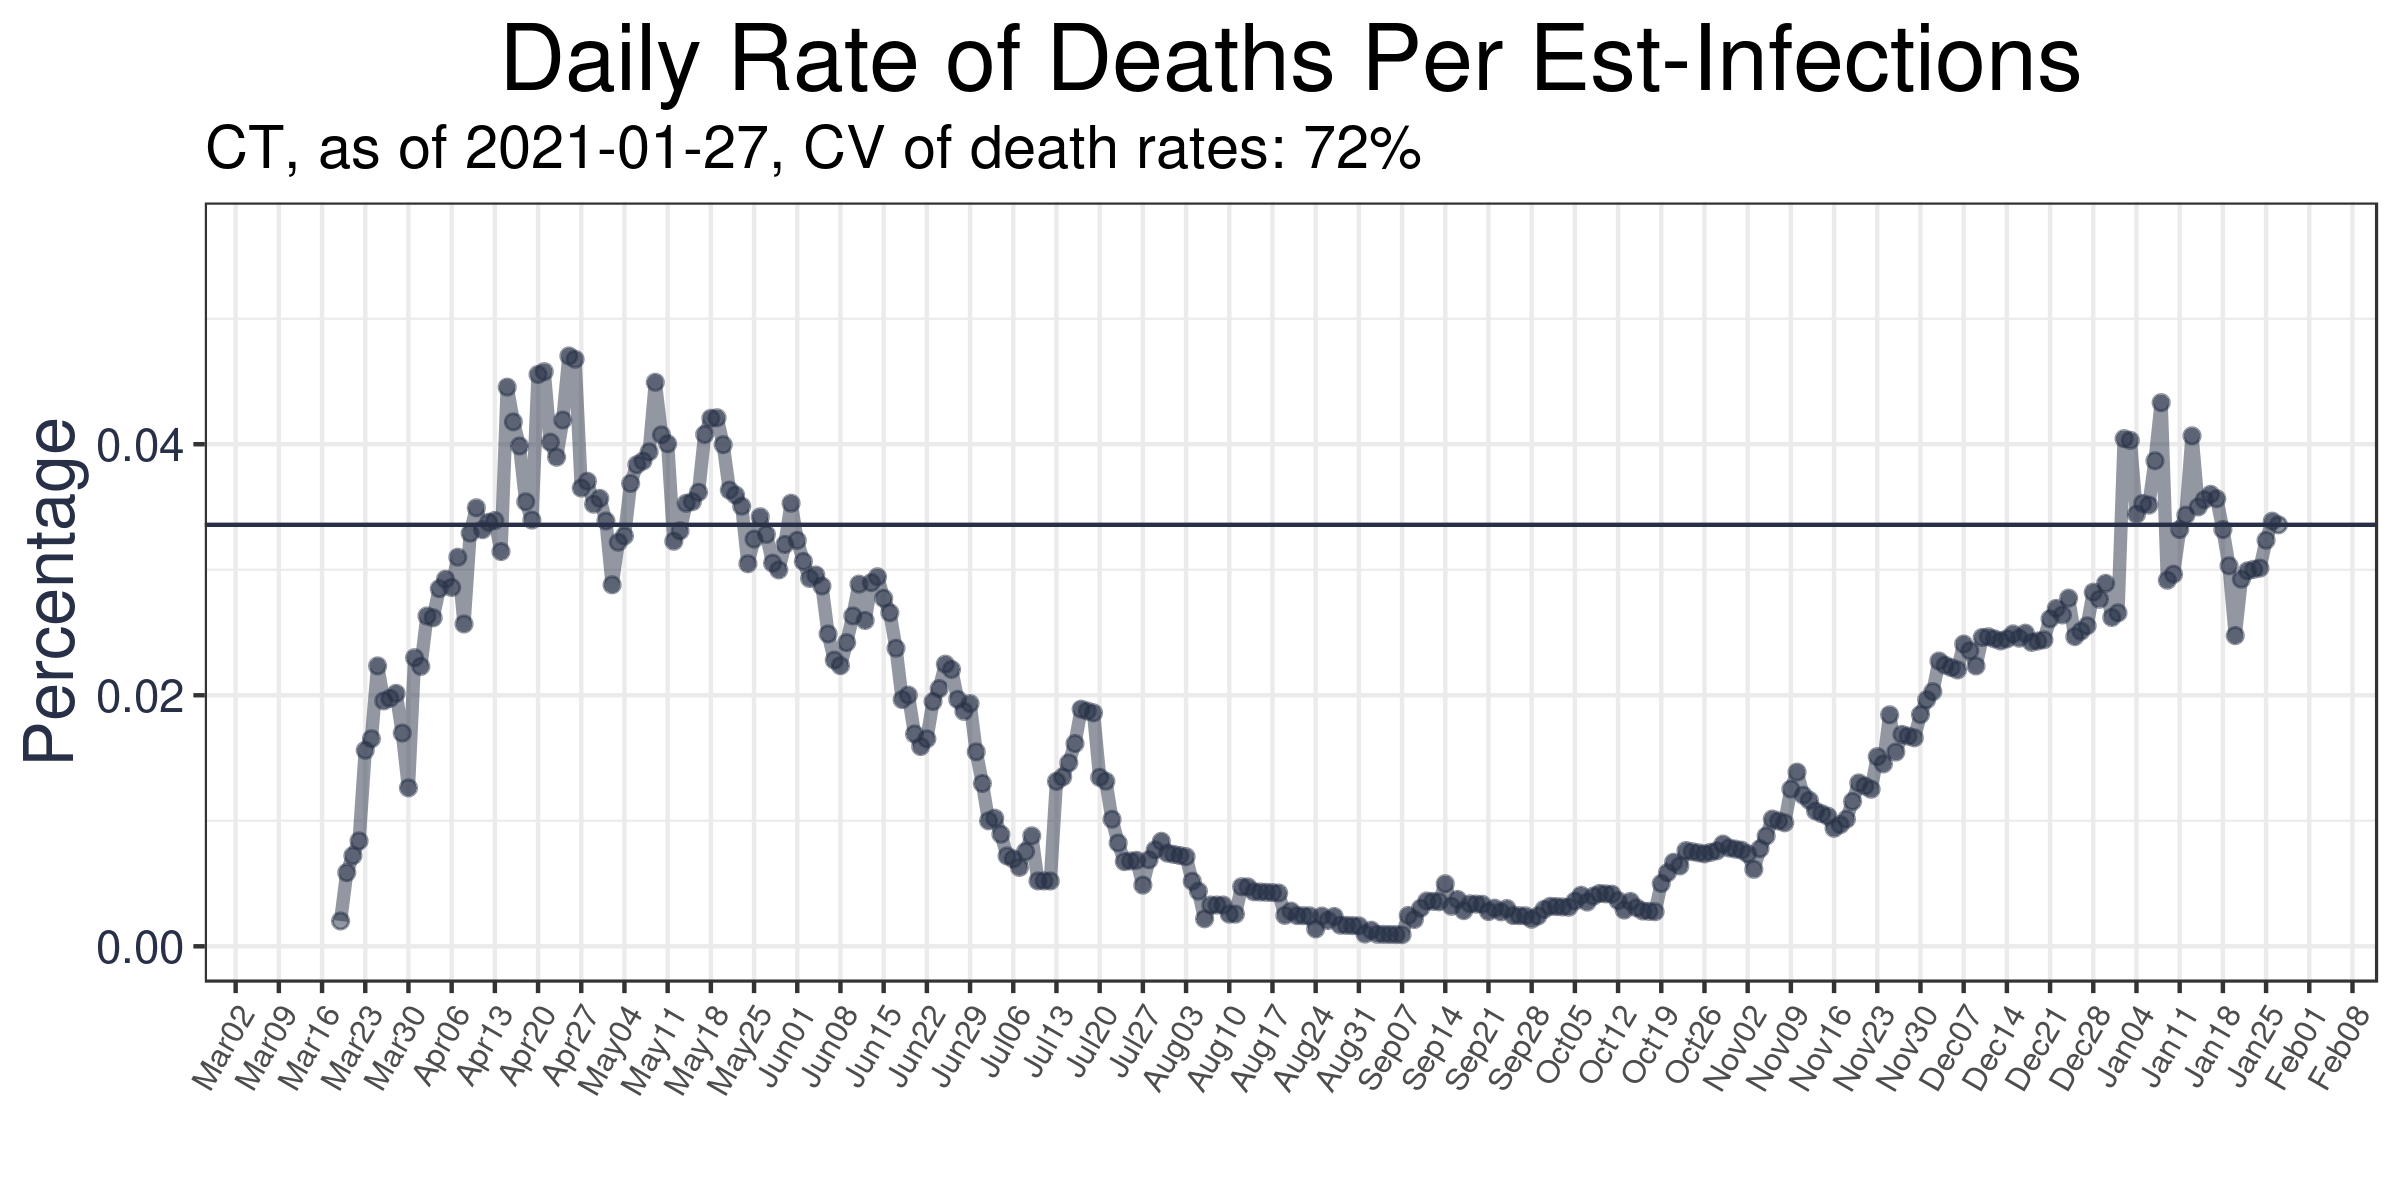 Daily Rate of Deaths Per Est-Infections
CT, as of 2021-01-27, CV of death rates: 72%
Percentage
0.04
0.02
0.00
Mar02
Mar09
Mar16
Mar23
Mar30
Apr06
Apr13
Apr20
Apr27
May04
May11
May18
May25
Jun01
Jun08
Jun15
Jun22
Jun29
Jul06
Jul13
Jul20
Jul27
Aug03
Aug10
Aug17
Aug24
Aug31
Sep07
Sep14
Sep21
Sep28
Oct05
Oct12
Oct19
Oct26
Nov02
Nov09
Nov16
Nov23
Nov30
Dec07
Dec14
Dec21
Dec28
Jan04
Jan11
Jan18
Jan25
Feb01
Feb08